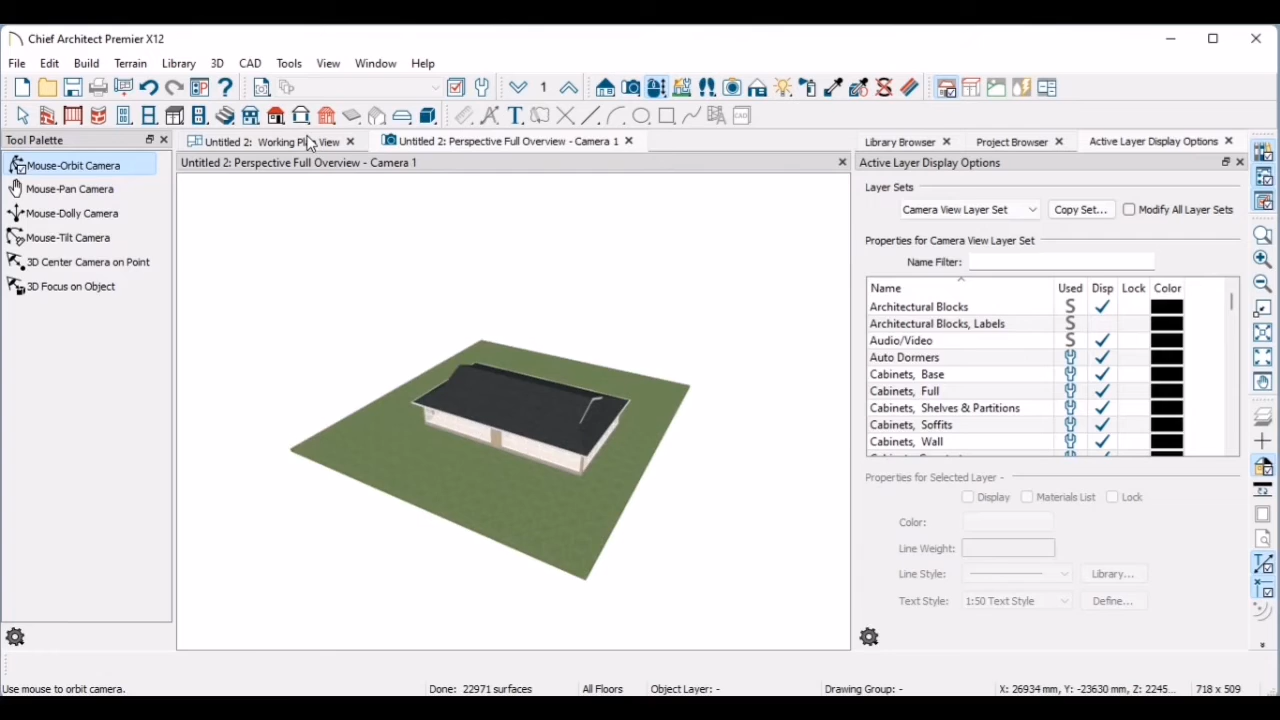 Chief Architect Premier X12
File Edit Build Terrain Library 3D CAD Tools Window View Help
1
Tool Palette
Untitled 2: Working Plan View
Untitled 2: Perspective Full Overview - Camera 1
Library Browser
Project Browser
Active Layer Display Options
Untitled 2: Perspective Full Overview - Camera 1
Active Layer Display Options
Mouse-Orbit Camera
Mouse-Pan Camera
Mouse-Dolly Camera
Mouse-Tilt Camera
3D Center Camera on Point
3D Focus on Object
Layer Sets
Camera View Layer Set
Copy Set...
Modify All Layer Sets
Properties for Camera View Layer Set
Name Filter:
Name Used Disp Lock Color
Architectural Blocks S
Architectural Blocks, Labels S
Audio/Video S
Auto Dormers
Cabinets, Base
Cabinets, Full
Cabinets, Shelves & Partitions
Cabinets, Soffits
Cabinets, Wall
Properties for Selected Layer -
Display Materials List Lock
Color:
Line Weight:
Line Style: Library...
Text Style: 1:50 Text Style Define...
Use mouse to orbit camera.
Done: 22971 surfaces
All Floors
Object Layer: -
Drawing Group: -
X: 26934 mm, Y: -23630 mm, Z: 2245...
718 x 509